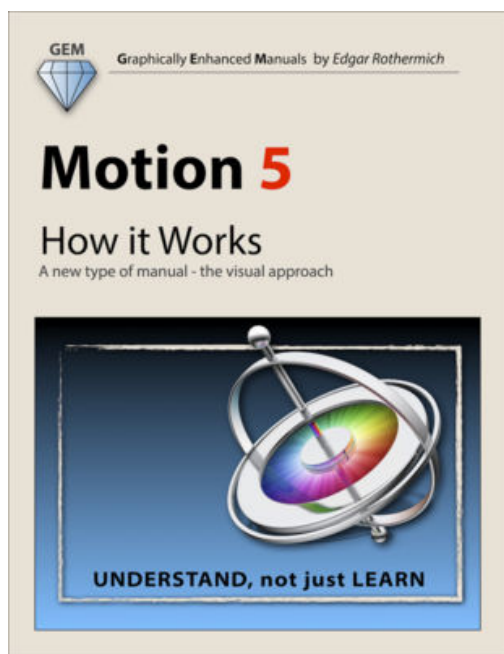 GEM
Graphically Enhanced Manuals by Edgar Rothermich
Motion 5
How it Works
A new type of manual - the visual approach
UNDERSTAND, not just LEARN